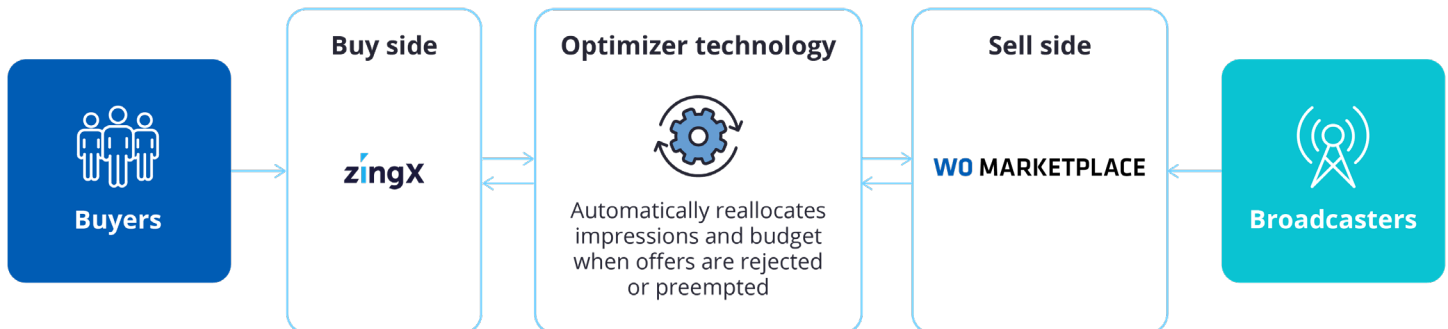 Buyers
Buy side
zingX
Optimizer technology
Automatically reallocates
impressions and budget
when offers are rejected
or preempted
Sell side
WO MARKETPLACE
Broadcasters